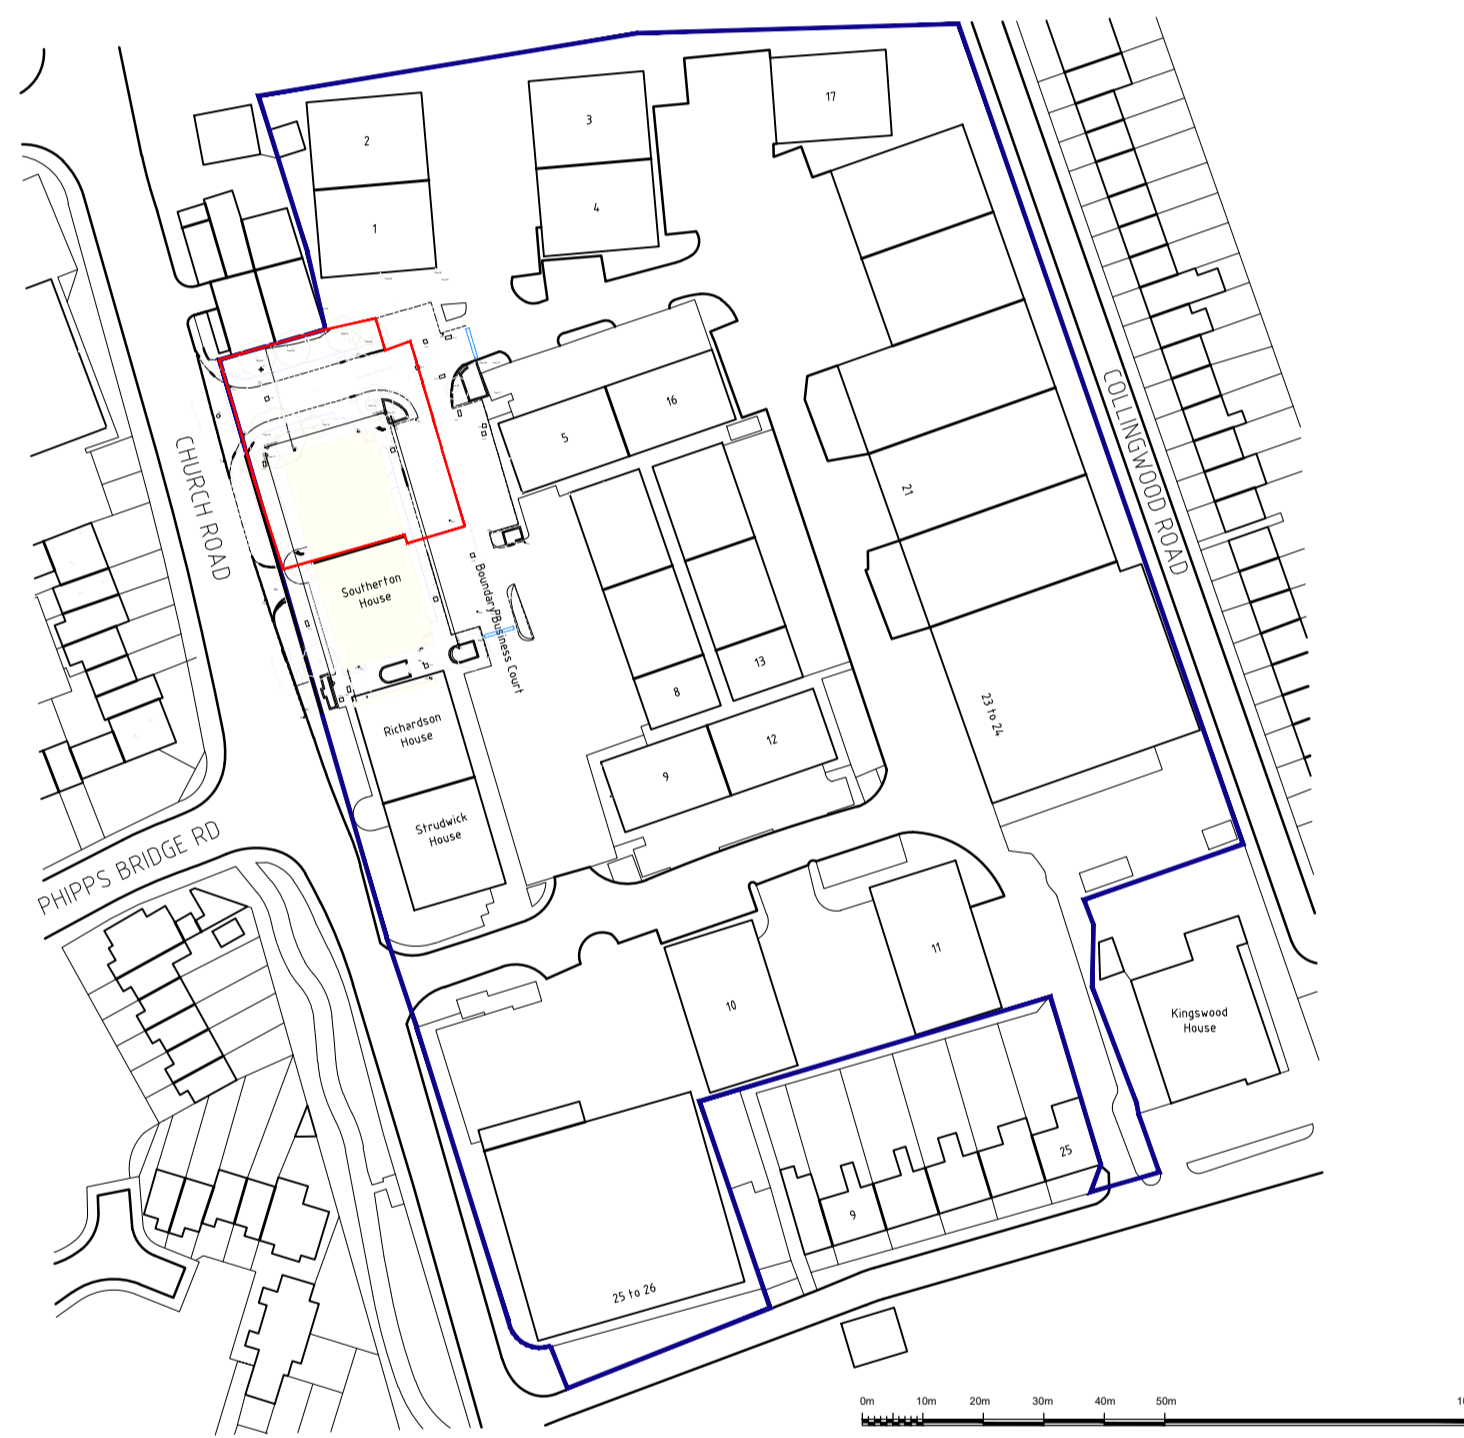 17
3
2
4
1
16
5
CHURCH ROAD
COLLINGWOOD ROAD
21
Southerton
House
Boundary Business Court
13
8
23 to 24
Richardson
House
12
9
Strudwick
House
PHIPPS BRIDGE RD
11
10
Kingswood
House
25
9
25 to 26
0m
10m
20m
30m
40m
50m